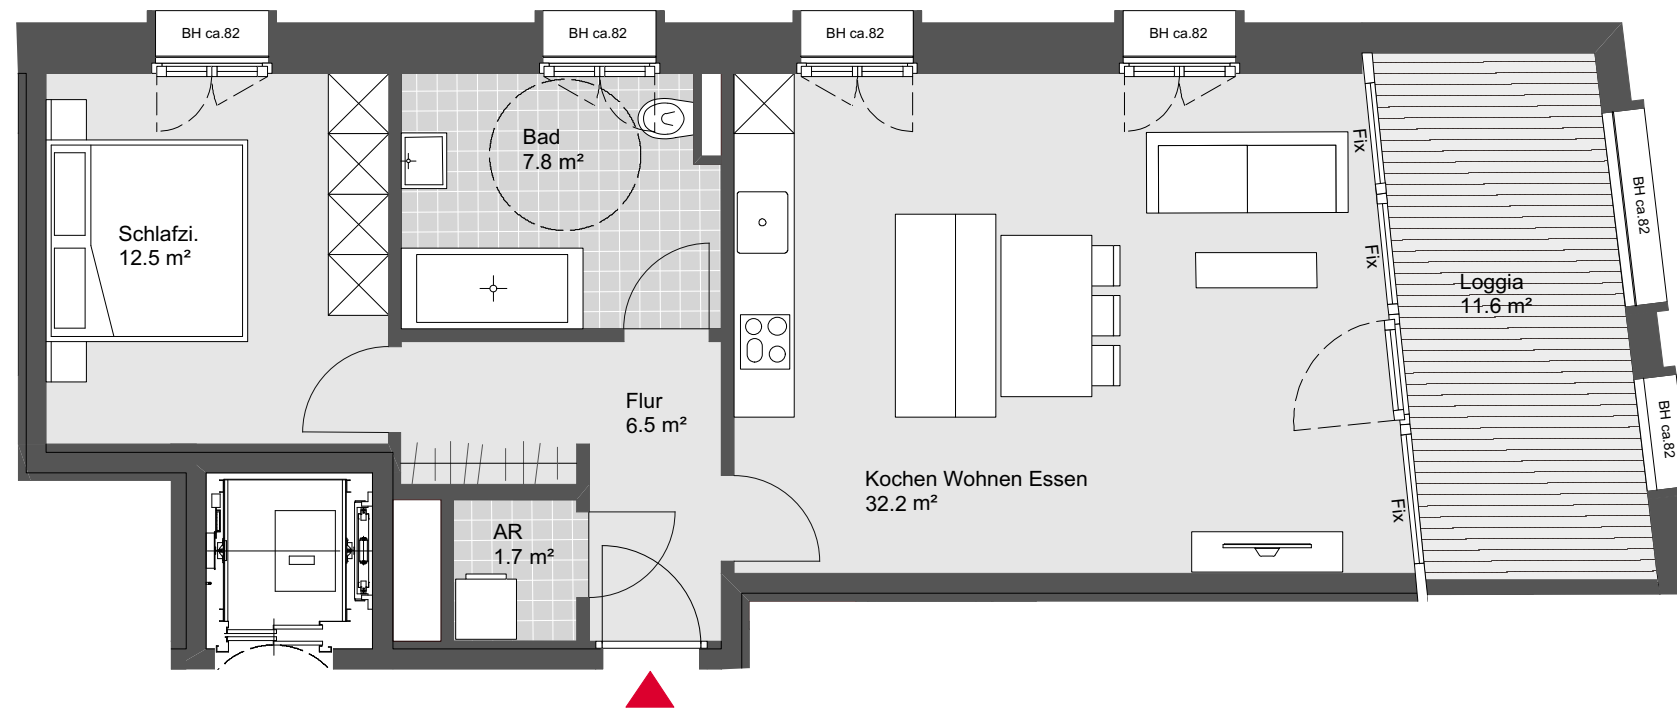 BH ca.82
BH ca.82
BH ca.82
BH ca.82
Bad
7.8 m²
Fix
BH ca.82
Schlafzi.
12.5 m²
Fix
Loggia
11.6 m²
Flur
6.5 m²
BH ca.82
Kochen Wohnen Essen
32.2 m²
Fix
AR
1.7 m²